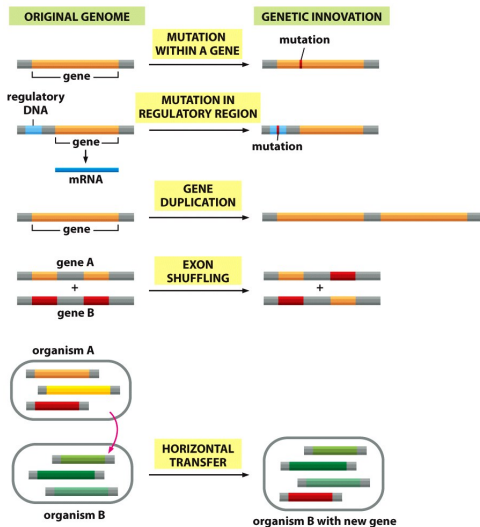 ORIGINAL GENOME
GENETIC INNOVATION
MUTATION
WITHIN A GENE
mutation
gene
regulatory
DNA
MUTATION IN
REGULATORY REGION
gene
mutation
mRNA
GENE
DUPLICATION
gene
gene A
EXON
SHUFFLING
+
+
gene B
organism A
HORIZONTAL
TRANSFER
organism B
organism B with new gene